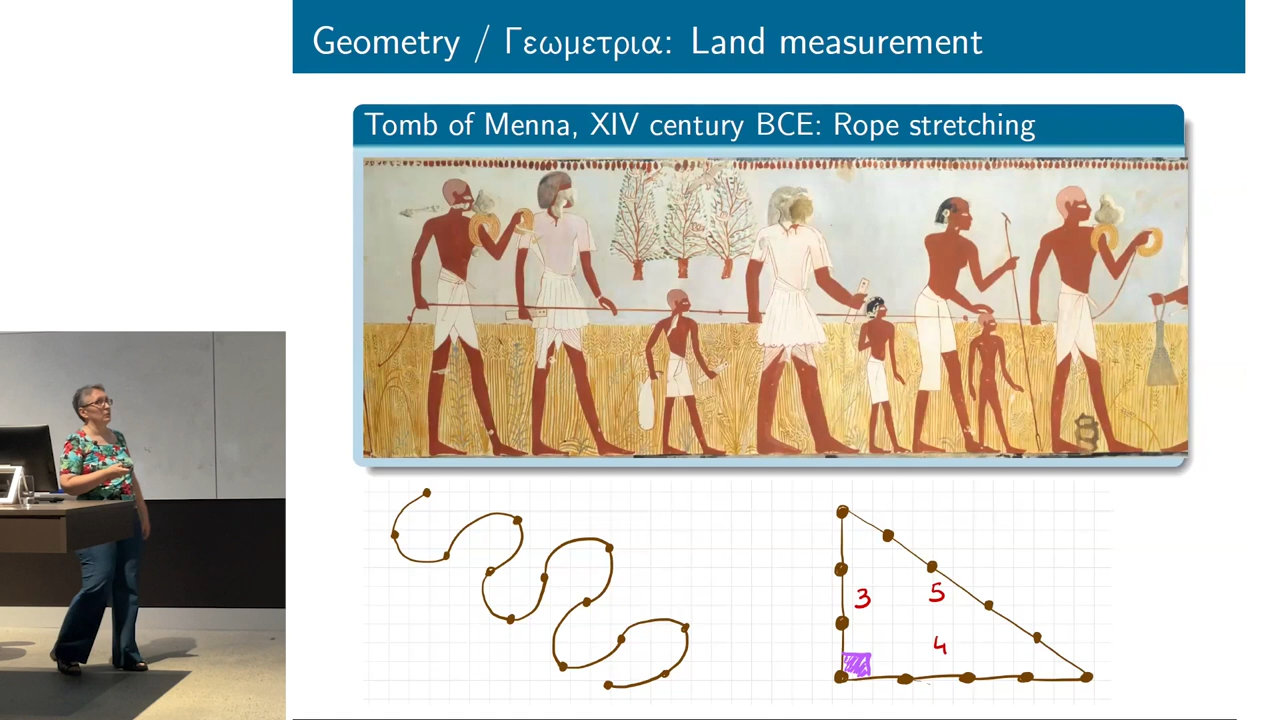 Geometry / Γεωμετρια: Land measurement
Tomb of Menna, XIV century BCE: Rope stretching
3
5
4